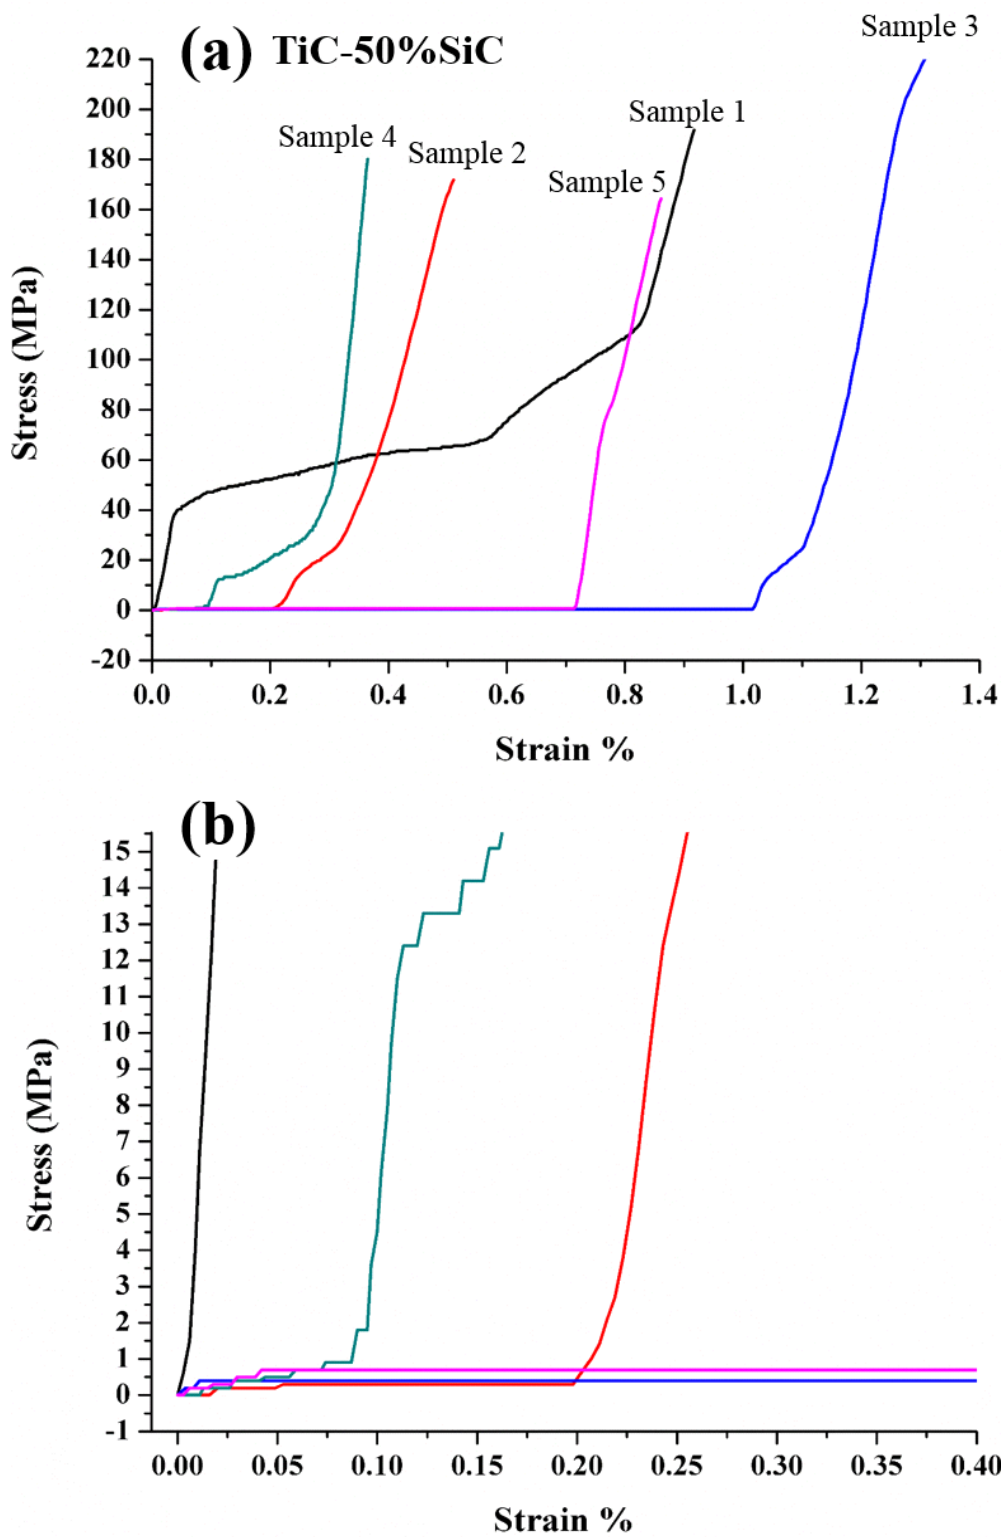 (a) TiC-50%SiC
Sample 3
Sample 1
Sample 4
Sample 2
Sample 5
220
200
180
160
140
120
100
80
60
40
20
0
-20
Stress (MPa)
0.0 0.2 0.4 0.6 0.8 1.0 1.2 1.4
Strain %
(b)
15
14
13
12
11
10
9
8
7
6
5
4
3
2
1
0
-1
Stress (MPa)
0.00 0.05 0.10 0.15 0.20 0.25 0.30 0.35 0.40
Strain %